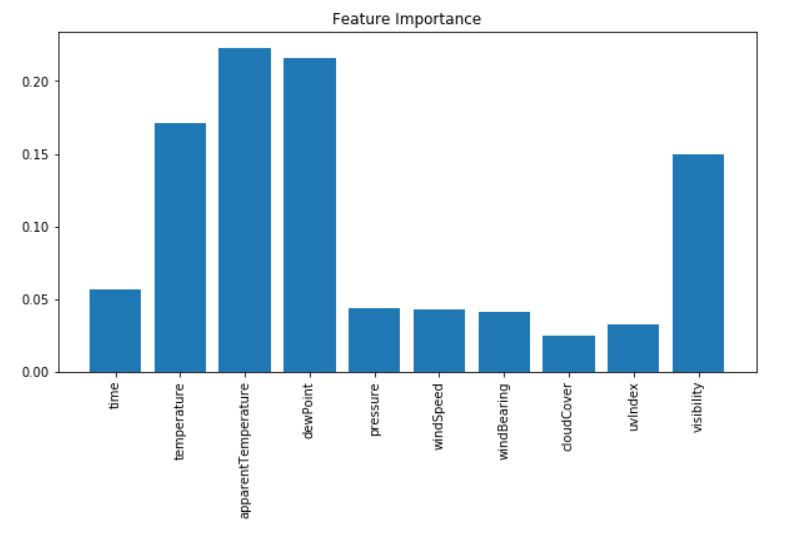 Feature Importance
0.20
0.15
0.10
0.05
0.00
time
temperature
apparentTemperature
dewPoint
pressure
windSpeed
windBearing
cloudCover
uvIndex
visibility